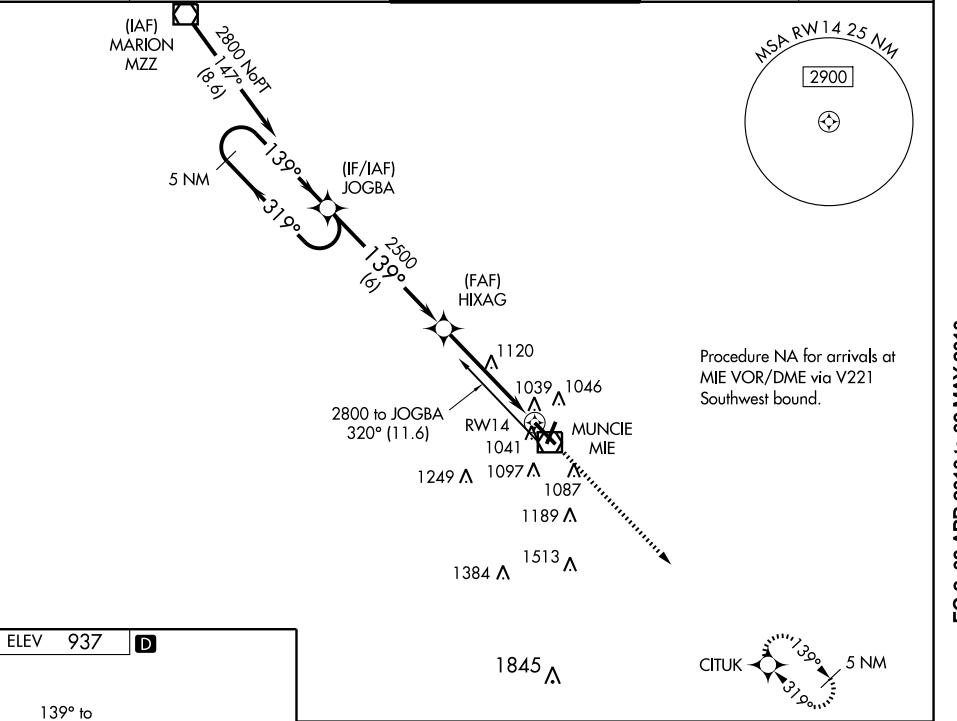 (IAF)
MARION
MZZ
2800 NoPT
147°
(8.6)
MSA RW14 25 NM
2900
5 NM
139°
319°
(IF/IAF)
JOGBA
2500
139°
(6)
(FAF)
HIXAG
1120
1039
1046
2800 to JOGBA
320° (11.6)
RW14
1041
MUNCIE
MIE
1249
1097
1087
1189
1384
1513
Procedure NA for arrivals at
MIE VOR/DME via V221
Southwest bound.
ELEV 937
D
139° to
1845
CITUK
139°
319°
5 NM